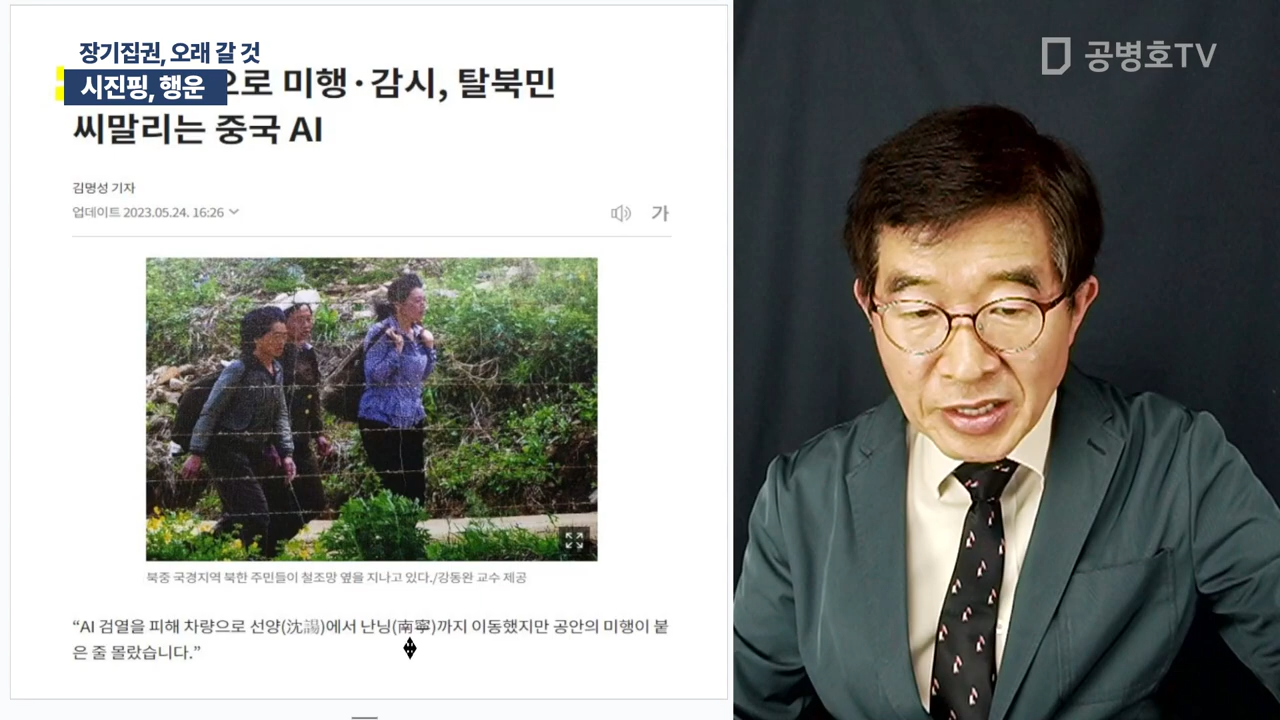 장기집권, 오래 갈 것
시진핑, 행운
으로 미행·감시, 탈북민
씨말리는 중국 AI
김명성 기자
업데이트 2023.05.24. 16:26
가
북중 국경지역 북한 주민들이 철조망 옆을 지나고 있다./강동완 교수 제공
“AI 검열을 피해 차량으로 선양(沈陽)에서 난닝(南寧)까지 이동했지만 공안의 미행이 붙
은 줄 몰랐습니다.”
공병호TV